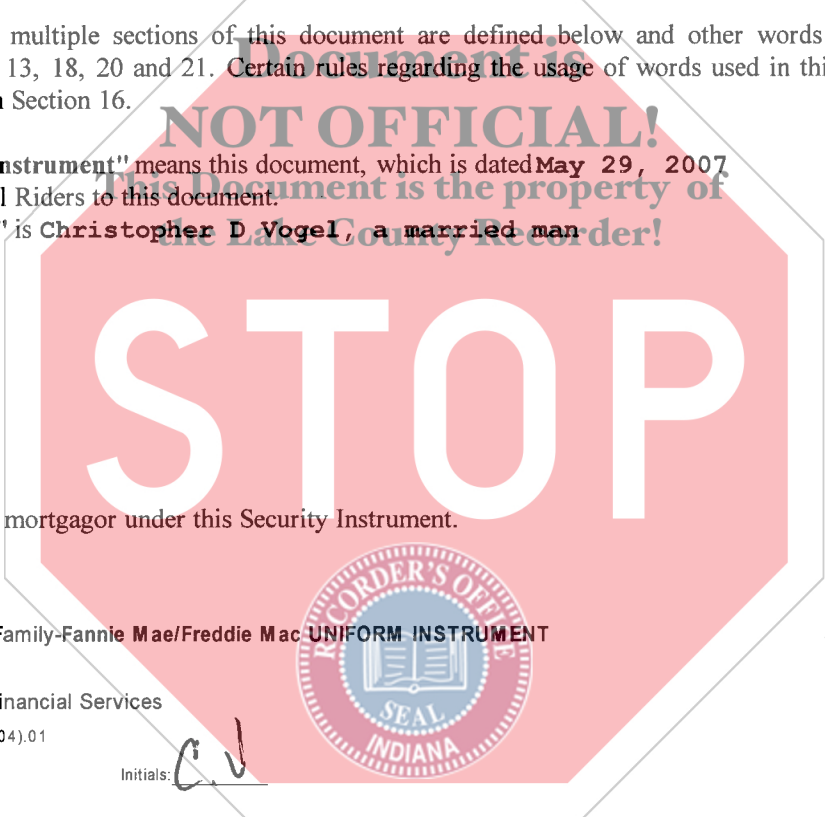 multiple sections of this document are defined below and other words
Document is
13, 18, 20 and 21. Certain rules regarding the usage of words used in thi
Section 16.
NOT OFFICIAL!
nstrument" means this document, which is dated May 29, 2007
This Document is the property of
l Riders to this document.
" is Christopher D Vogel, a married man
the Lake County Recorder!
STOP
mortgagor under this Security Instrument.
RECORDER'S OFFICE
Family-Fannie Mae/Freddie Mac UNIFORM INSTRUMENT
inancial Services
SEAL
04).01
INDIANA
Initials: C.V